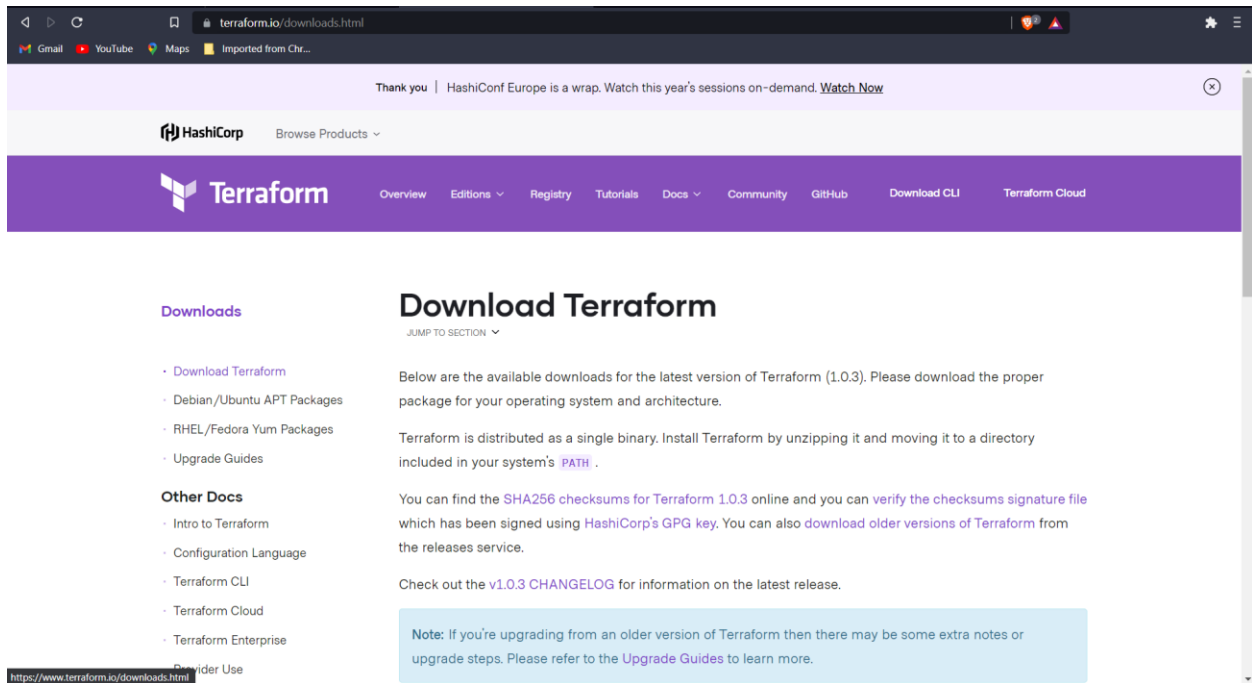 terraform.io/downloads.html
Gmail YouTube Maps Imported from Chr...
Thank you | HashiConf Europe is a wrap. Watch this year's sessions on-demand. Watch Now
HashiCorp Browse Products
Terraform Overview Editions Registry Tutorials Docs Community GitHub Download CLI Terraform Cloud
Downloads
• Download Terraform
• Debian/Ubuntu APT Packages
• RHEL/Fedora Yum Packages
• Upgrade Guides
Other Docs
• Intro to Terraform
• Configuration Language
• Terraform CLI
• Terraform Cloud
• Terraform Enterprise
• Provider Use
Download Terraform
JUMP TO SECTION
Below are the available downloads for the latest version of Terraform (1.0.3). Please download the proper
package for your operating system and architecture.
Terraform is distributed as a single binary. Install Terraform by unzipping it and moving it to a directory
included in your system's PATH .
You can find the SHA256 checksums for Terraform 1.0.3 online and you can verify the checksums signature file
which has been signed using HashiCorp's GPG key. You can also download older versions of Terraform from
the releases service.
Check out the v1.0.3 CHANGELOG for information on the latest release.
Note: If you're upgrading from an older version of Terraform then there may be some extra notes or
upgrade steps. Please refer to the Upgrade Guides to learn more.
https://www.terraform.io/downloads.html